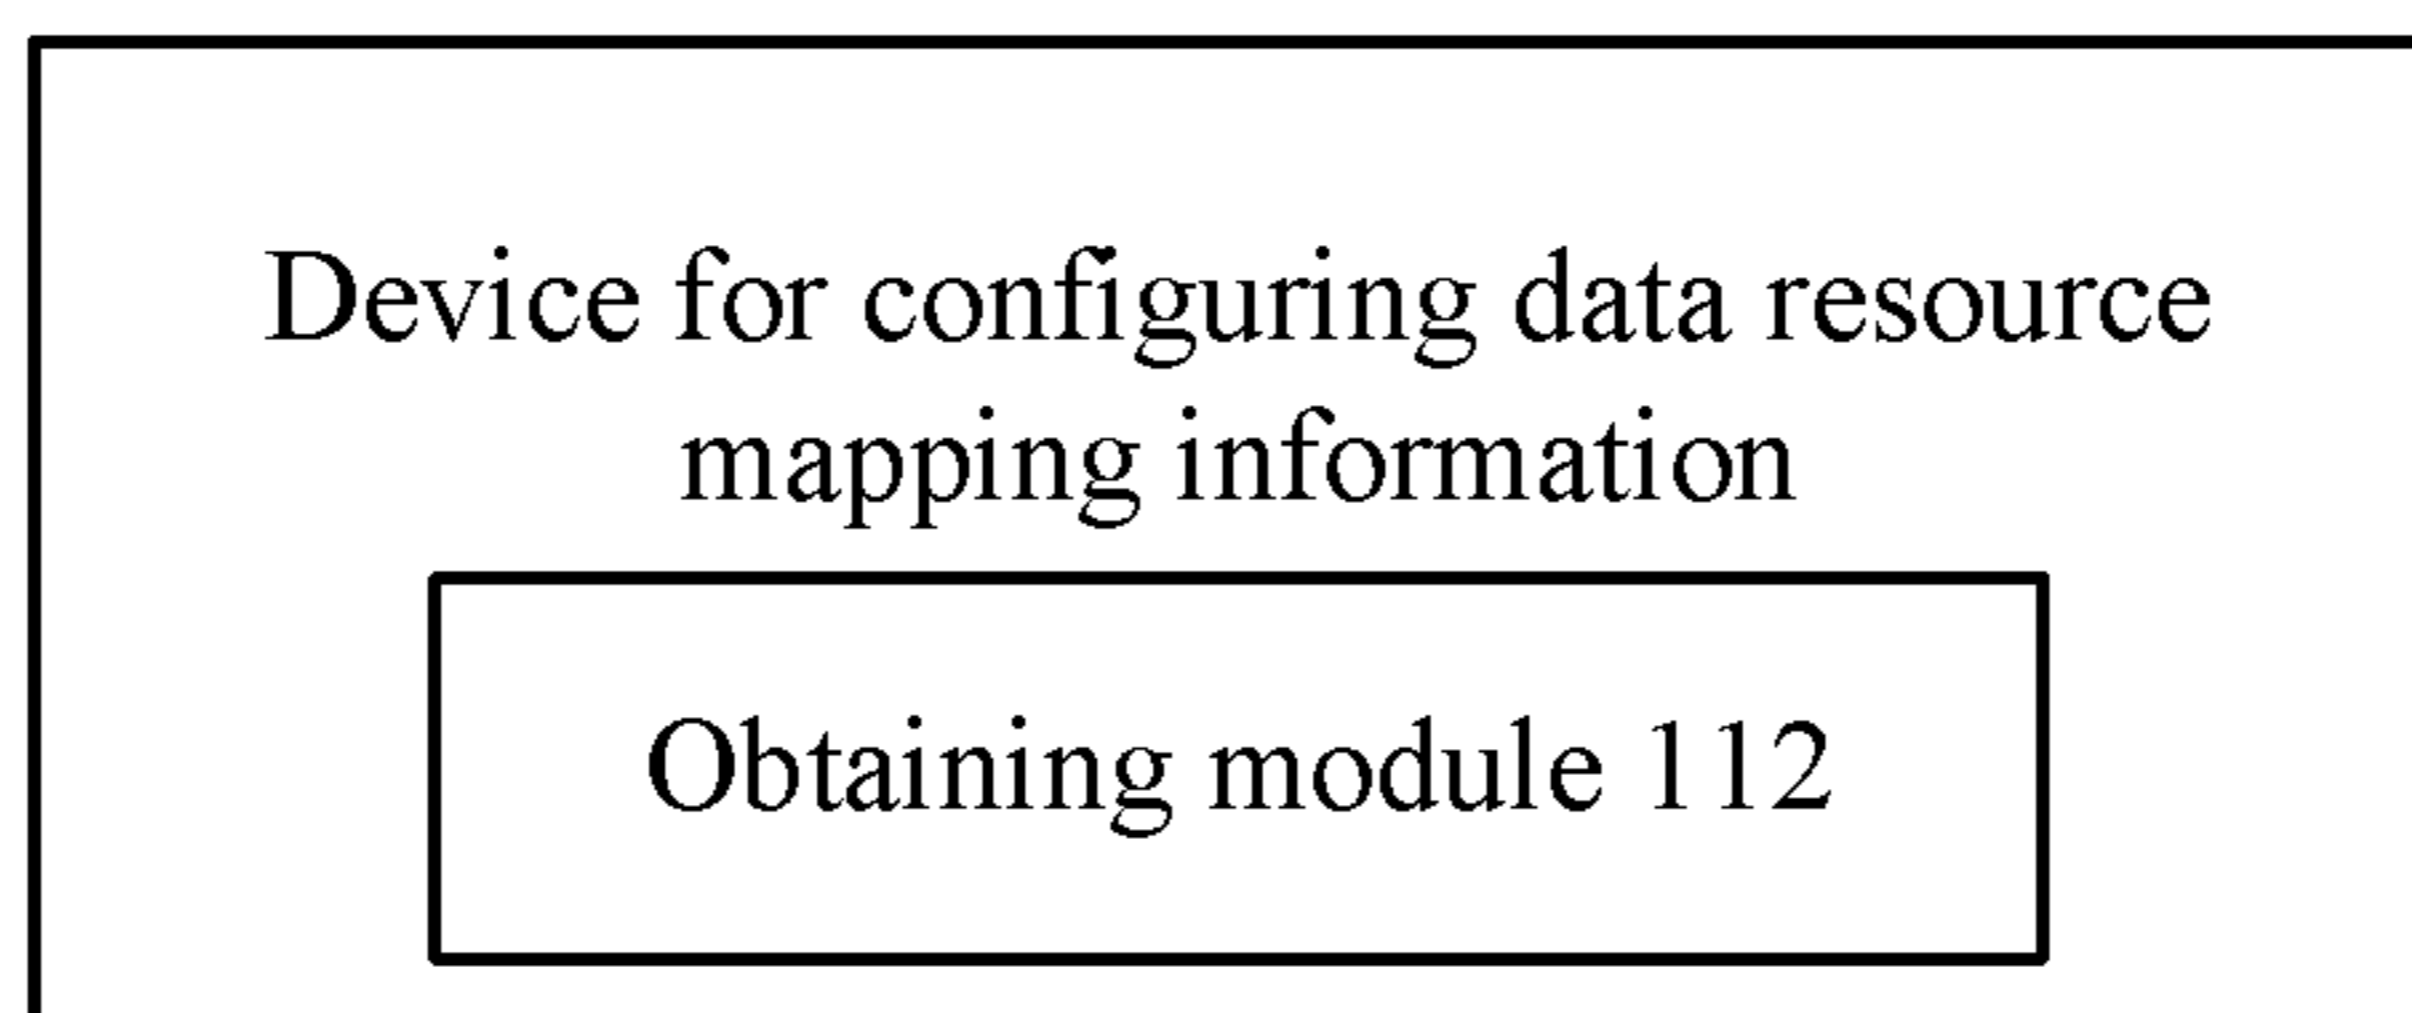 Device for configuring data resource
mapping information
Obtaining module 112